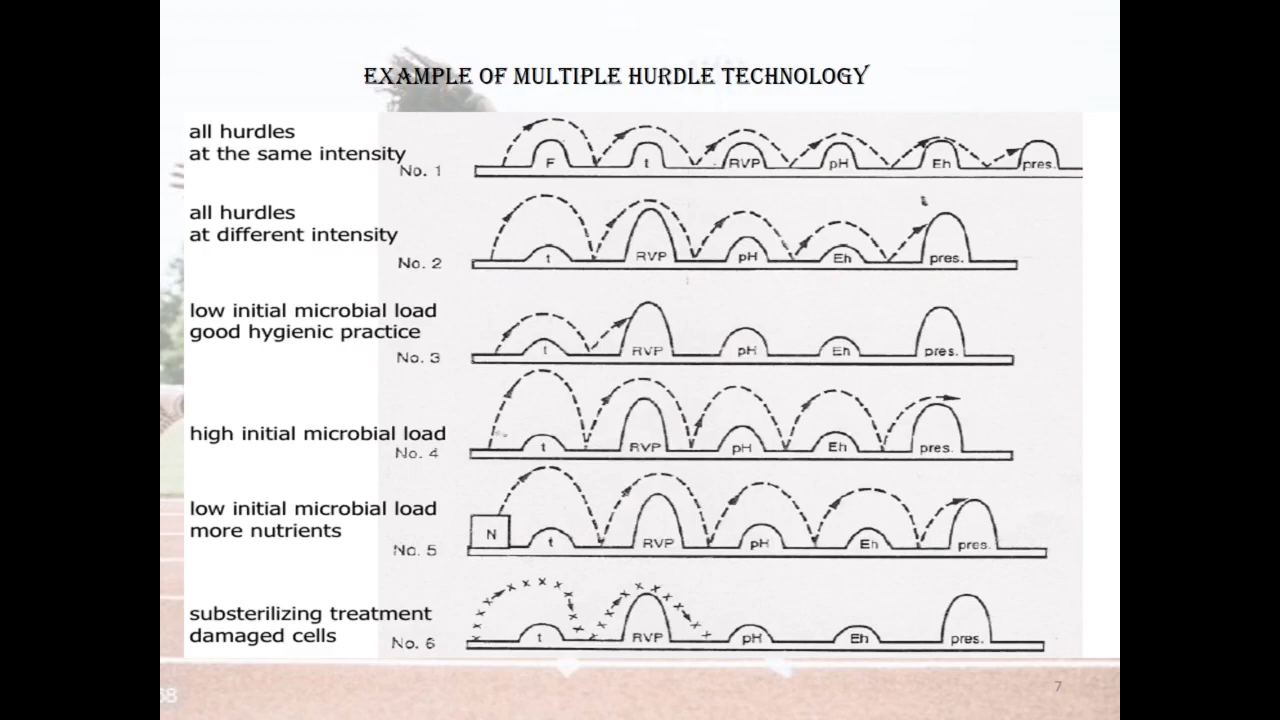 EXAMPLE OF MULTIPLE HURDLE TECHNOLOGY
all hurdles
at the same intensity
No. 1
F t RVP pH Eh pres.
all hurdles
at different intensity
No. 2
t RVP pH Eh pres.
low initial microbial load
good hygienic practice
No. 3
t RVP pH Eh pres.
high initial microbial load
No. 4
t RVP pH Eh pres.
low initial microbial load
more nutrients
No. 5
N t RVP pH Eh pres.
substerilizing treatment
damaged cells
No. 6
t RVP pH Eh pres.
7